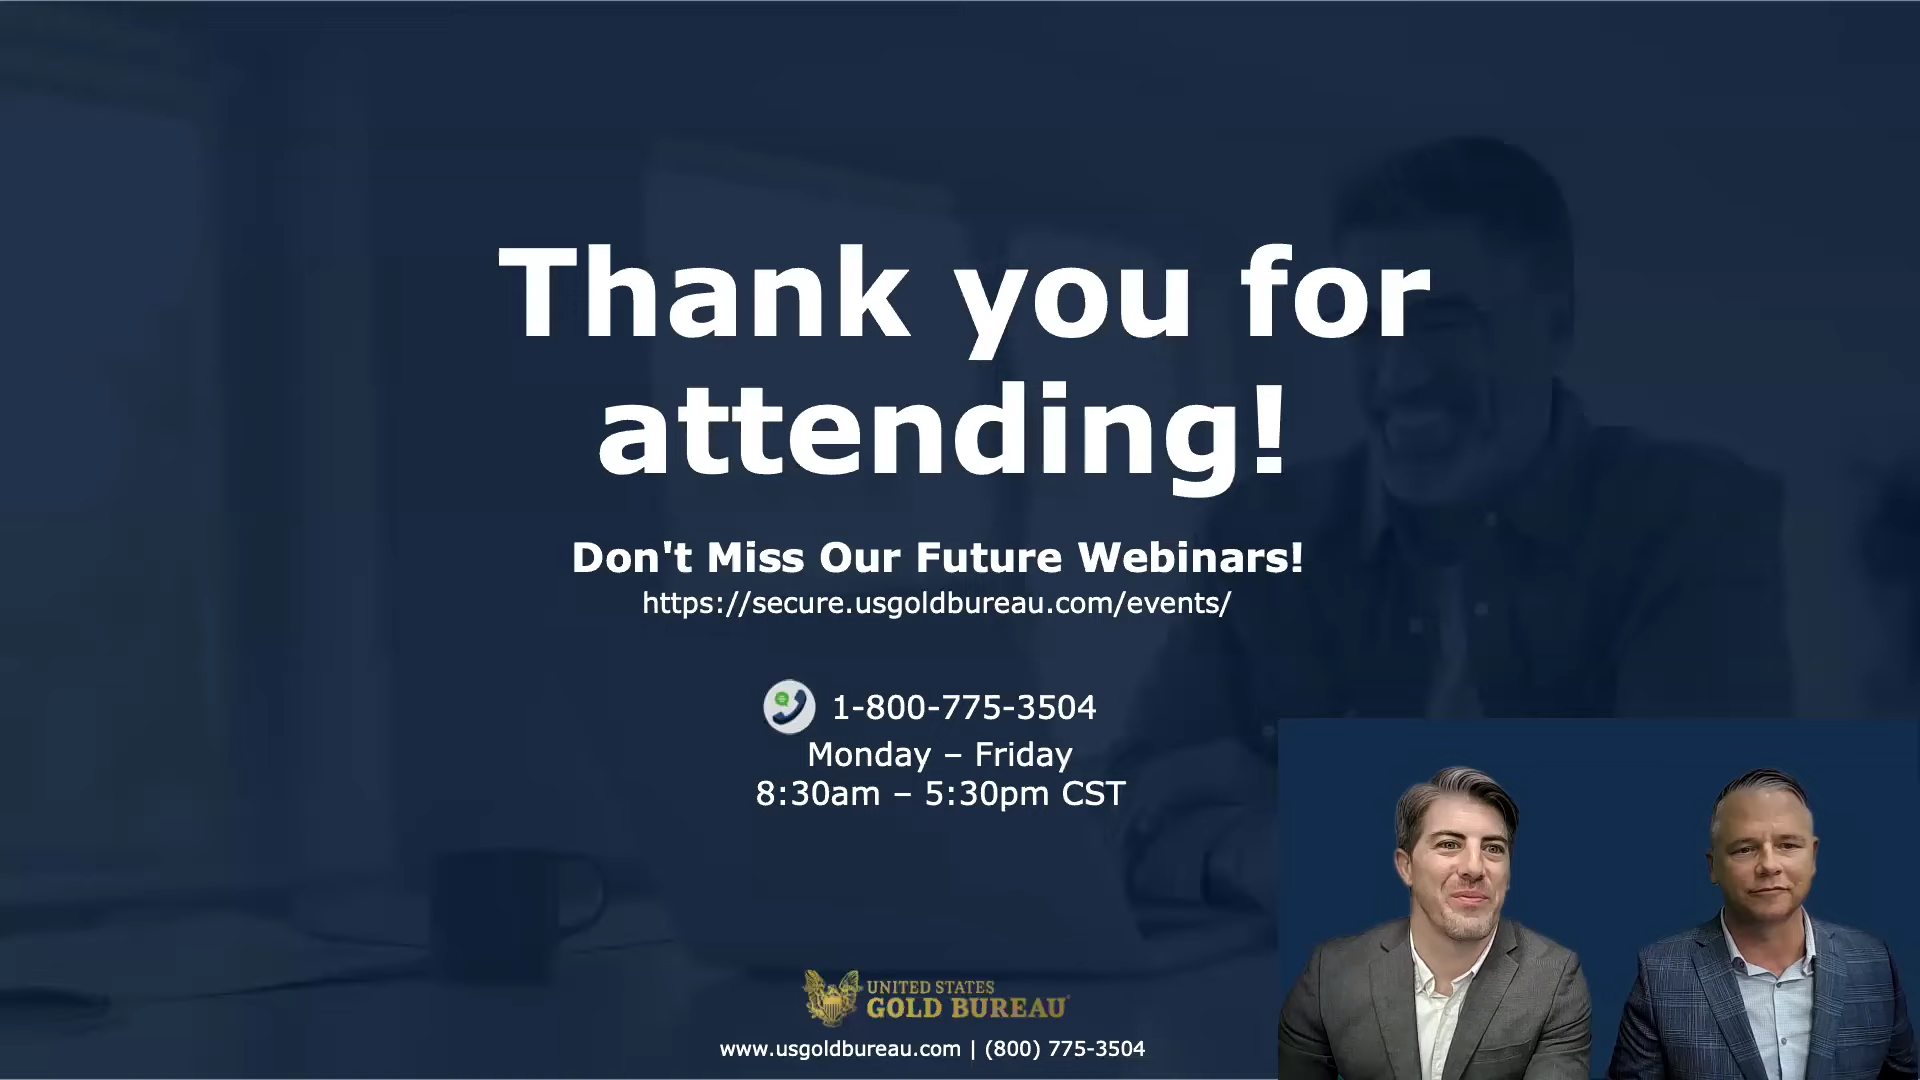 Thank you for
attending!
Don't Miss Our Future Webinars!
https://secure.usgoldbureau.com/events/
1-800-775-3504
Monday – Friday
8:30am – 5:30pm CST
UNITED STATES
GOLD BUREAU
www.usgoldbureau.com | (800) 775-3504